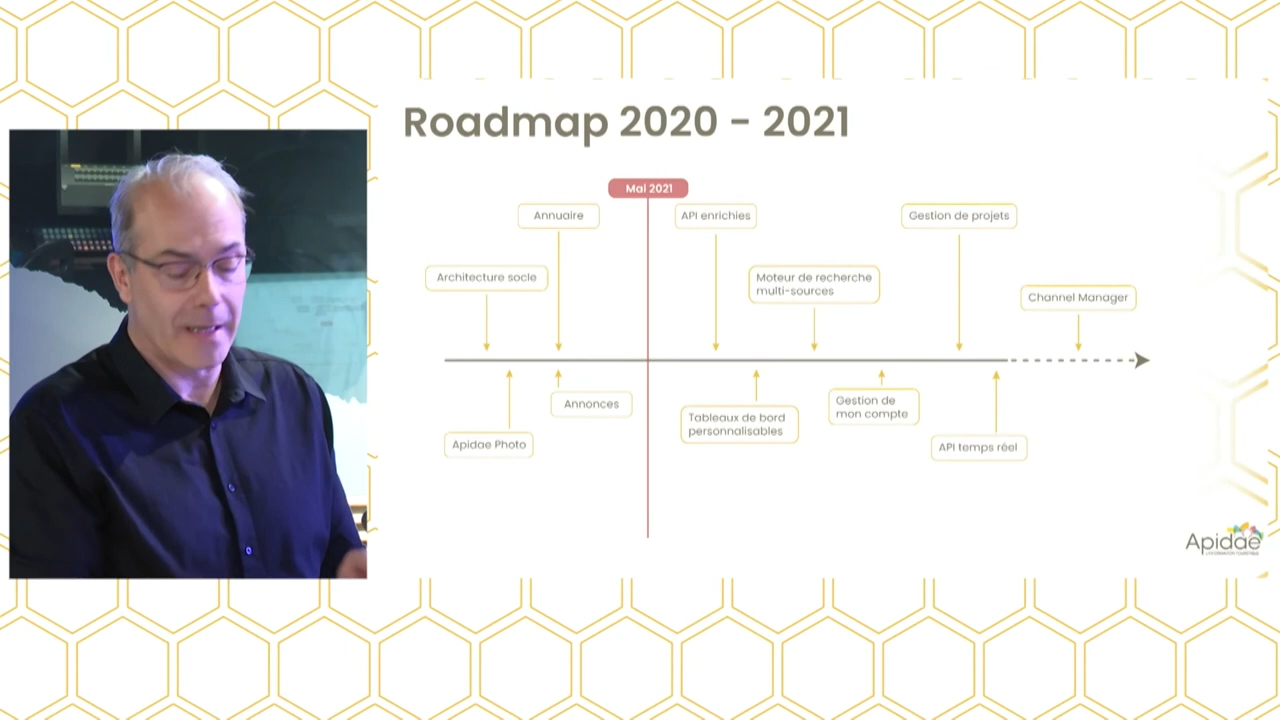 Roadmap 2020 - 2021
Mai 2021
Annuaire
API enrichies
Gestion de projets
Architecture socle
Moteur de recherche
multi-sources
Channel Manager
Annonces
Tableaux de bord
personnalisables
Gestion de
mon compte
Apidae Photo
API temps réel
Apidae